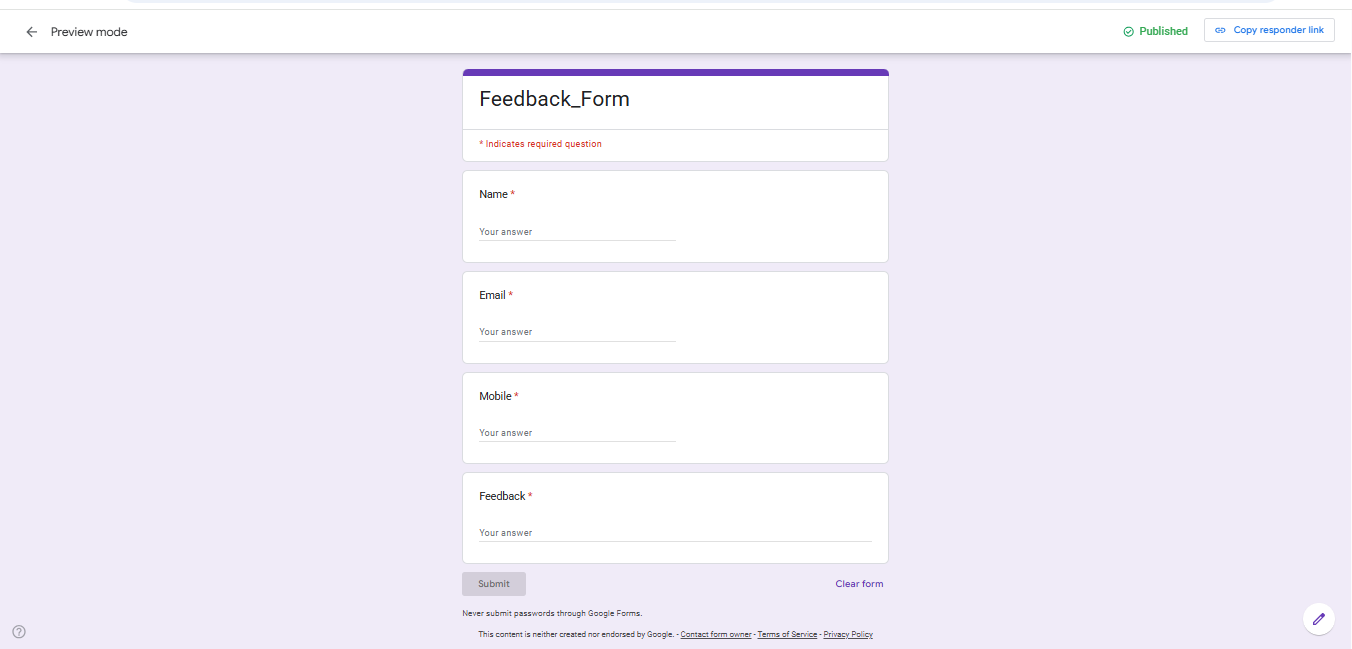 Preview mode
Published
Copy responder link
Feedback_Form
* Indicates required question
Name *
Your answer
Email *
Your answer
Mobile *
Your answer
Feedback *
Your answer
Submit
Clear form
Never submit passwords through Google Forms.
This content is neither created nor endorsed by Google. - Contact form owner - Terms of Service - Privacy Policy